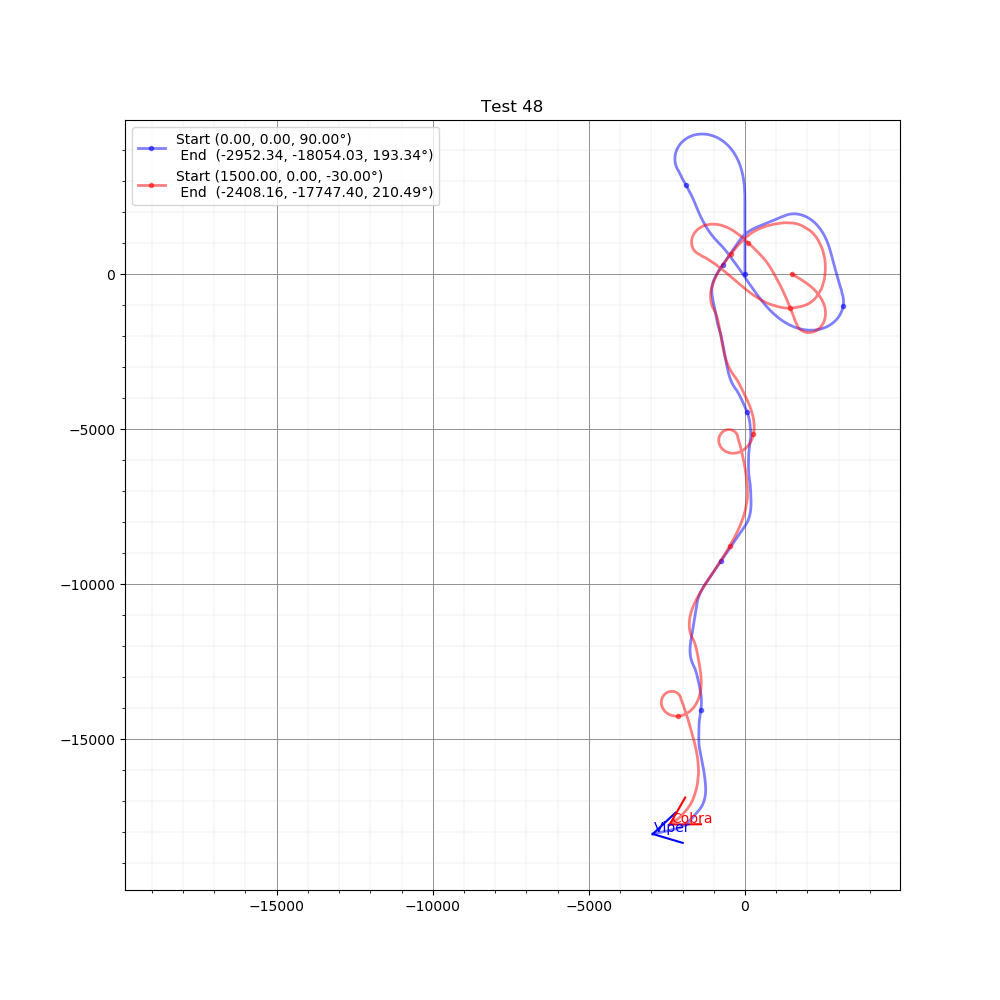 Test 48
Start (0.00, 0.00, 90.00°)
End (-2952.34, -18054.03, 193.34°)
Start (1500.00, 0.00, -30.00°)
End (-2408.16, -17747.40, 210.49°)
0
−5000
−10000
−15000
Cobra
Viper
−15000
−10000
−5000
0